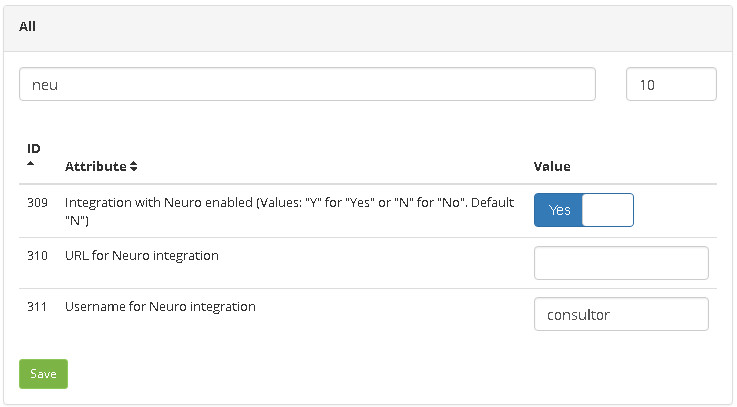 All
neu
10
ID
Attribute
Value
309
Integration with Neuro enabled (Values: "Y" for "Yes" or "N" for "No". Default
"N")
Yes
310
URL for Neuro integration
311
Username for Neuro integration
consultor
Save